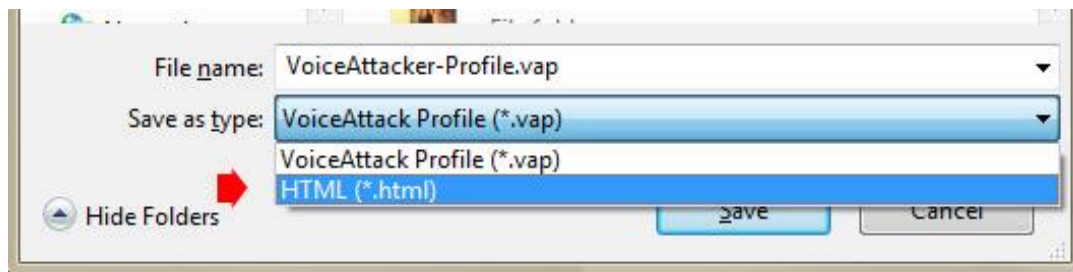 File name: VoiceAttacker-Profile.vap
Save as type: VoiceAttack Profile (*.vap)
VoiceAttack Profile (*.vap)
HTML (*.html)
Hide Folders Save Cancel